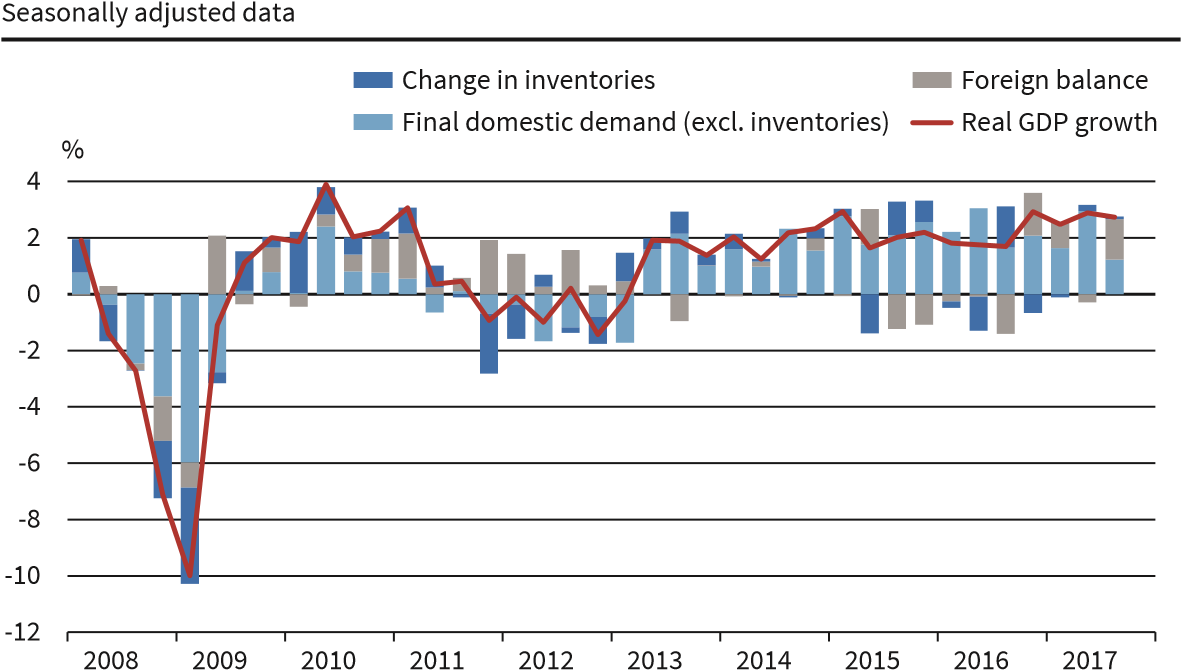 Seasonally adjusted data
Change in inventories
Foreign balance
Final domestic demand (excl. inventories)
Real GDP growth
%
4
2
0
-2
-4
-6
-8
-10
-12
2008 2009 2010 2011 2012 2013 2014 2015 2016 2017